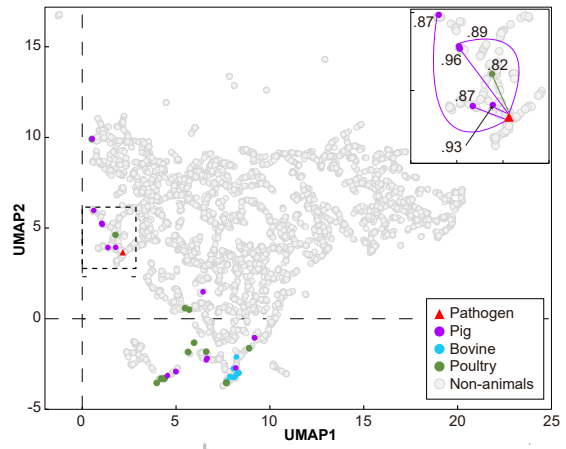 15
10
5
0
-5
UMAP2
0
5
10
15
20
25
UMAP1
.87
.89
.96
.82
.87
.93
Pathogen
Pig
Bovine
Poultry
Non-animals